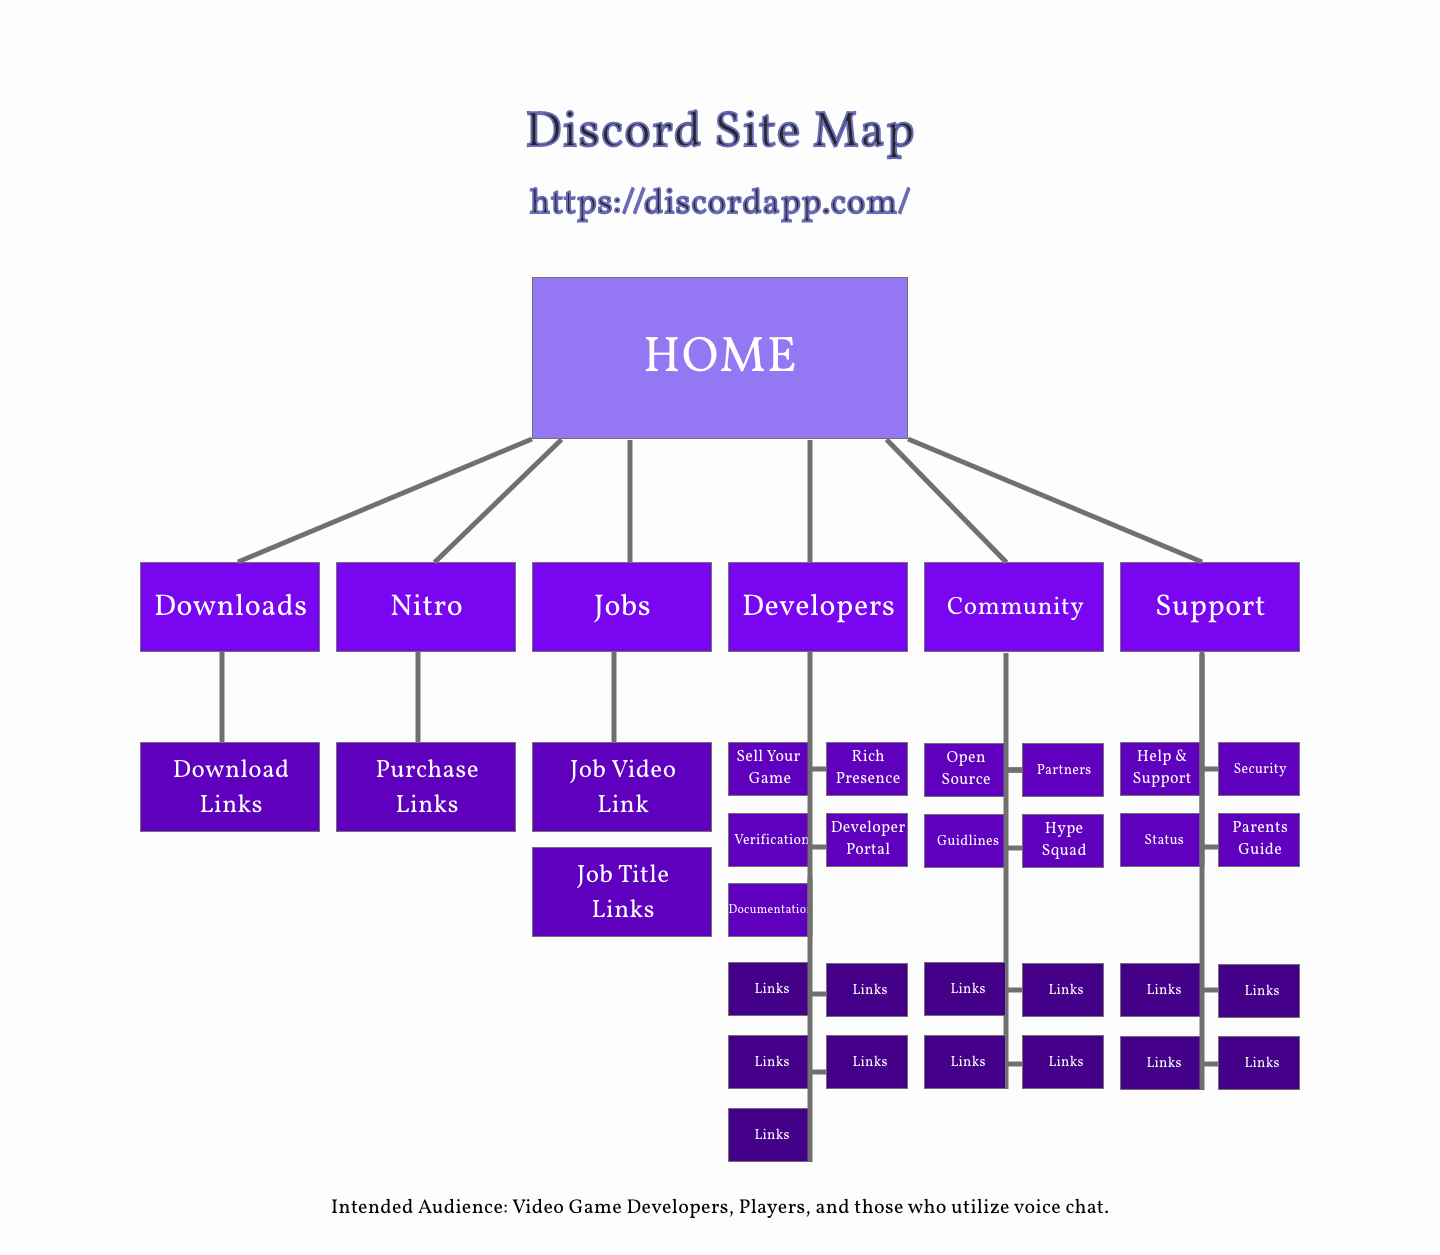 Discord Site Map
https://discordapp.com/
HOME
Downloads
Nitro
Jobs
Developers
Community
Support
Download
Links
Purchase
Links
Job Video
Link
Job Title
Links
Sell Your
Game
Rich
Presence
Verification
Developer
Portal
Documentation
Open
Source
Partners
Guidlines
Hype
Squad
Help &
Support
Security
Status
Parents
Guide
Links
Links
Links
Links
Links
Links
Links
Links
Links
Links
Links
Links
Links
Intended Audience: Video Game Developers, Players, and those who utilize voice chat.